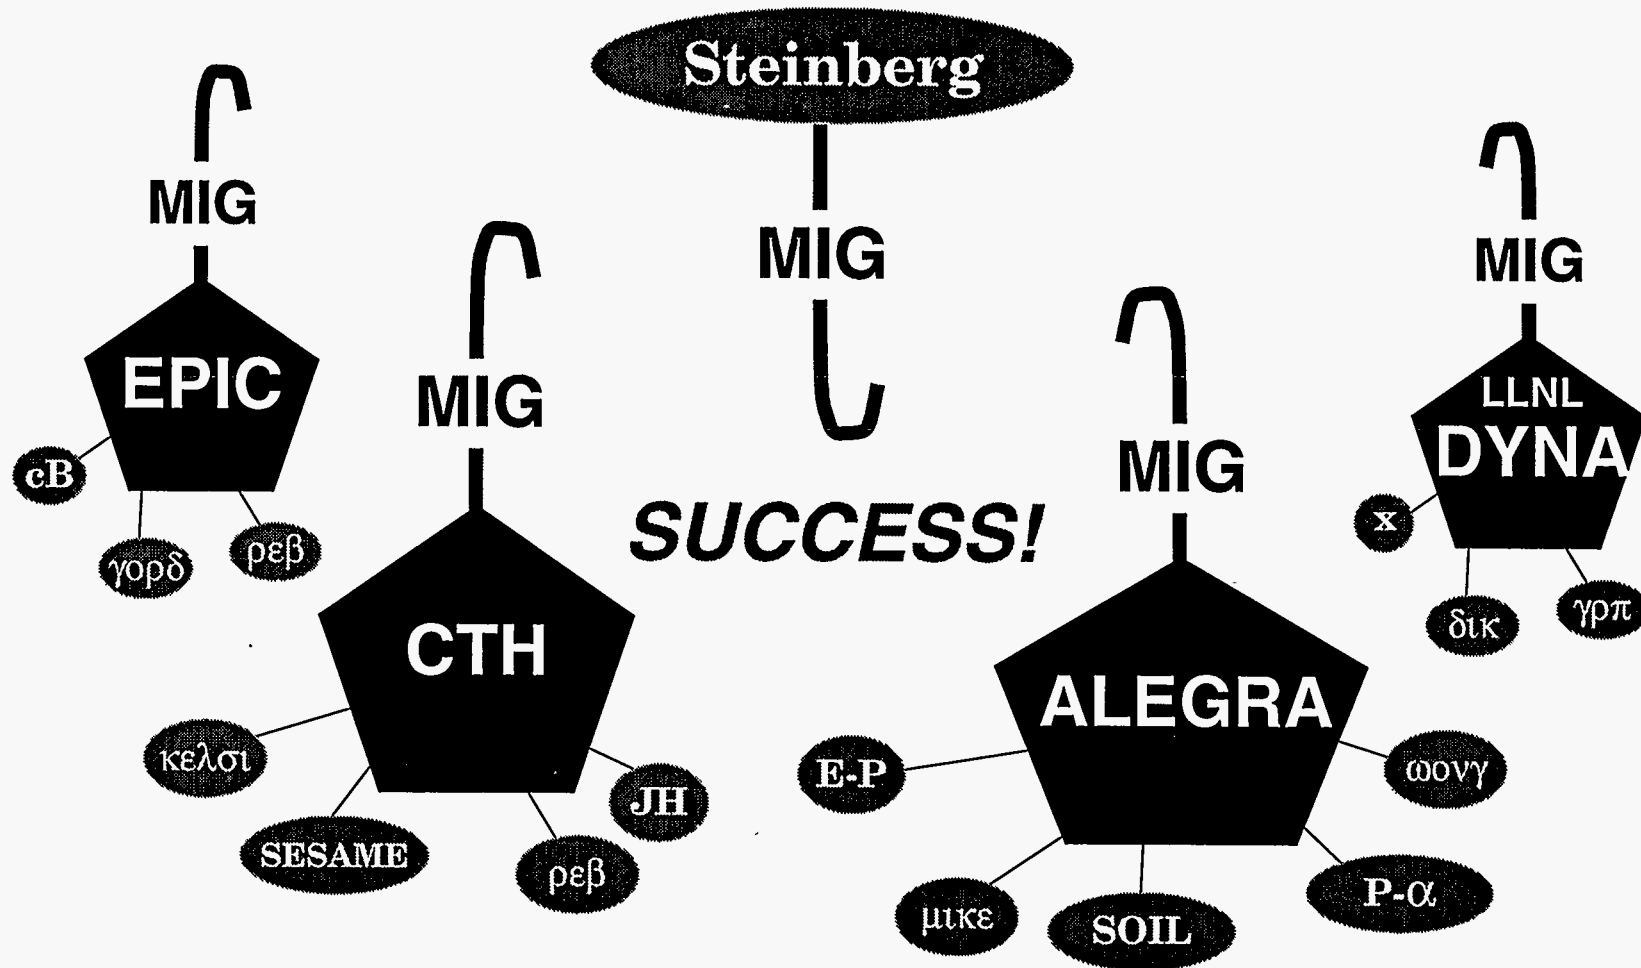 Steinberg
MIG
MIG
EPIC
cB
γορδ
ρεβ
MIG
CTH
κελσι
SESAME
ρεβ
JH
SUCCESS!
MIG
ALEGRA
E-P
μικε
SOIL
P-α
ωονγ
MIG
LLNL
DYNA
x
δικ
γρπ